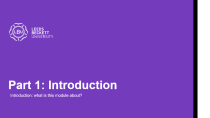 LEEDS
BECKETT
UNIVERSITY
Part 1: Introduction
Introduction: what is this module about?